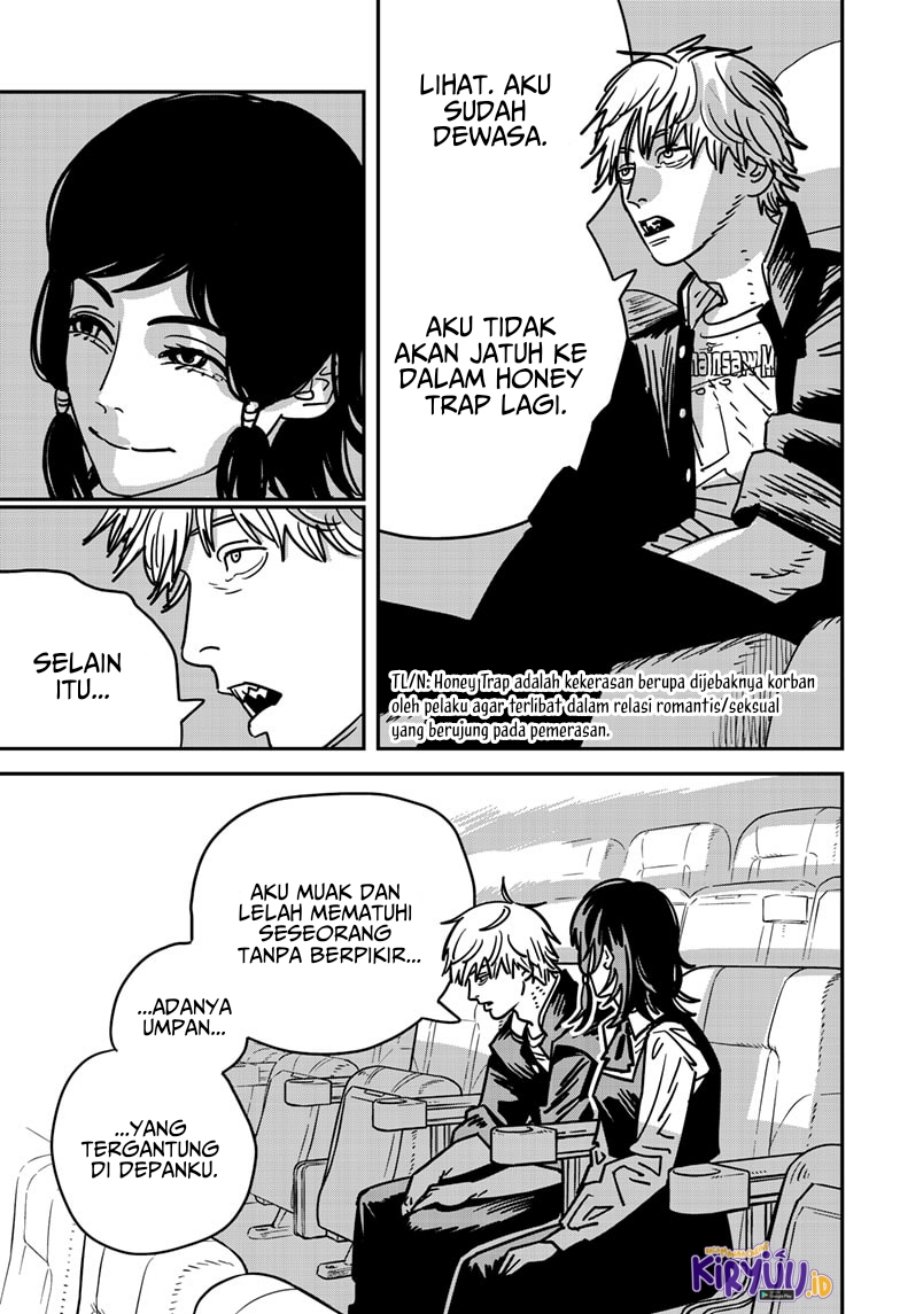 LIHAT. AKU
SUDAH
DEWASA.
AKU TIDAK
AKAN JATUH KE
DALAM HONEY
TRAP LAGI.
TL/N: Honey Trap adalah kekerasan berupa dijebaknya korban
oleh pelaku agar terlibat dalam relasi romantis/seksual
yang berujung pada pemerasan.
SELAIN
ITU...
AKU MUAK DAN
LELAH MEMATUHI
SESEORANG
TANPA BERPIKIR...
...ADANYA
UMPAN...
...YANG
TERGANTUNG
DI DEPANKU.
KiRYUU.iD
Google Play